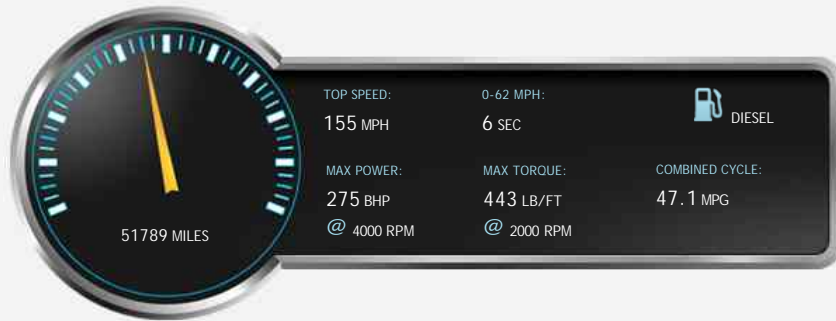 51789 MILES
TOP SPEED:
155 MPH
0-62 MPH:
6 SEC
DIESEL
MAX POWER:
275 BHP
@ 4000 RPM
MAX TORQUE:
443 LB/FT
@ 2000 RPM
COMBINED CYCLE:
47.1 MPG